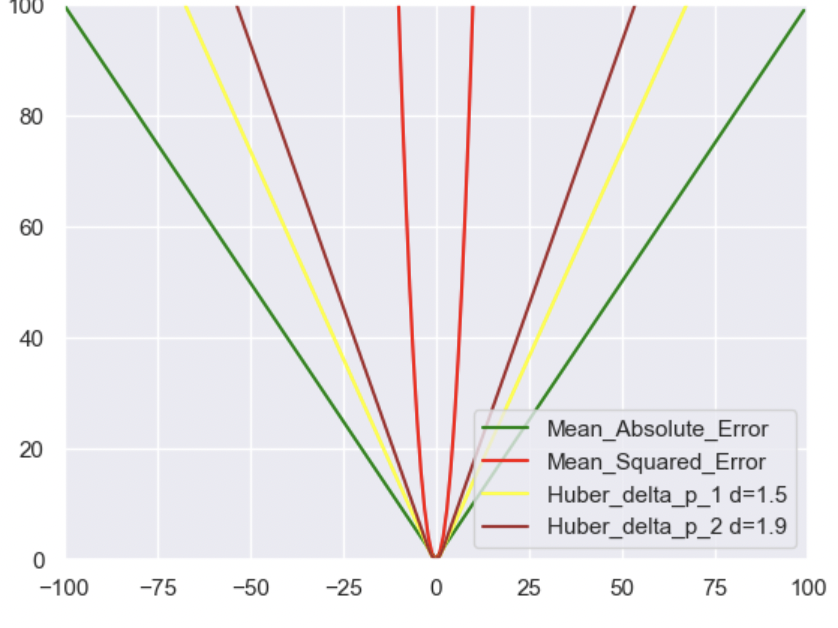 100
80
60
40
20
0
−100 −75 −50 −25 0 25 50 75 100
Mean_Absolute_Error
Mean_Squared_Error
Huber_delta_p_1 d=1.5
Huber_delta_p_2 d=1.9